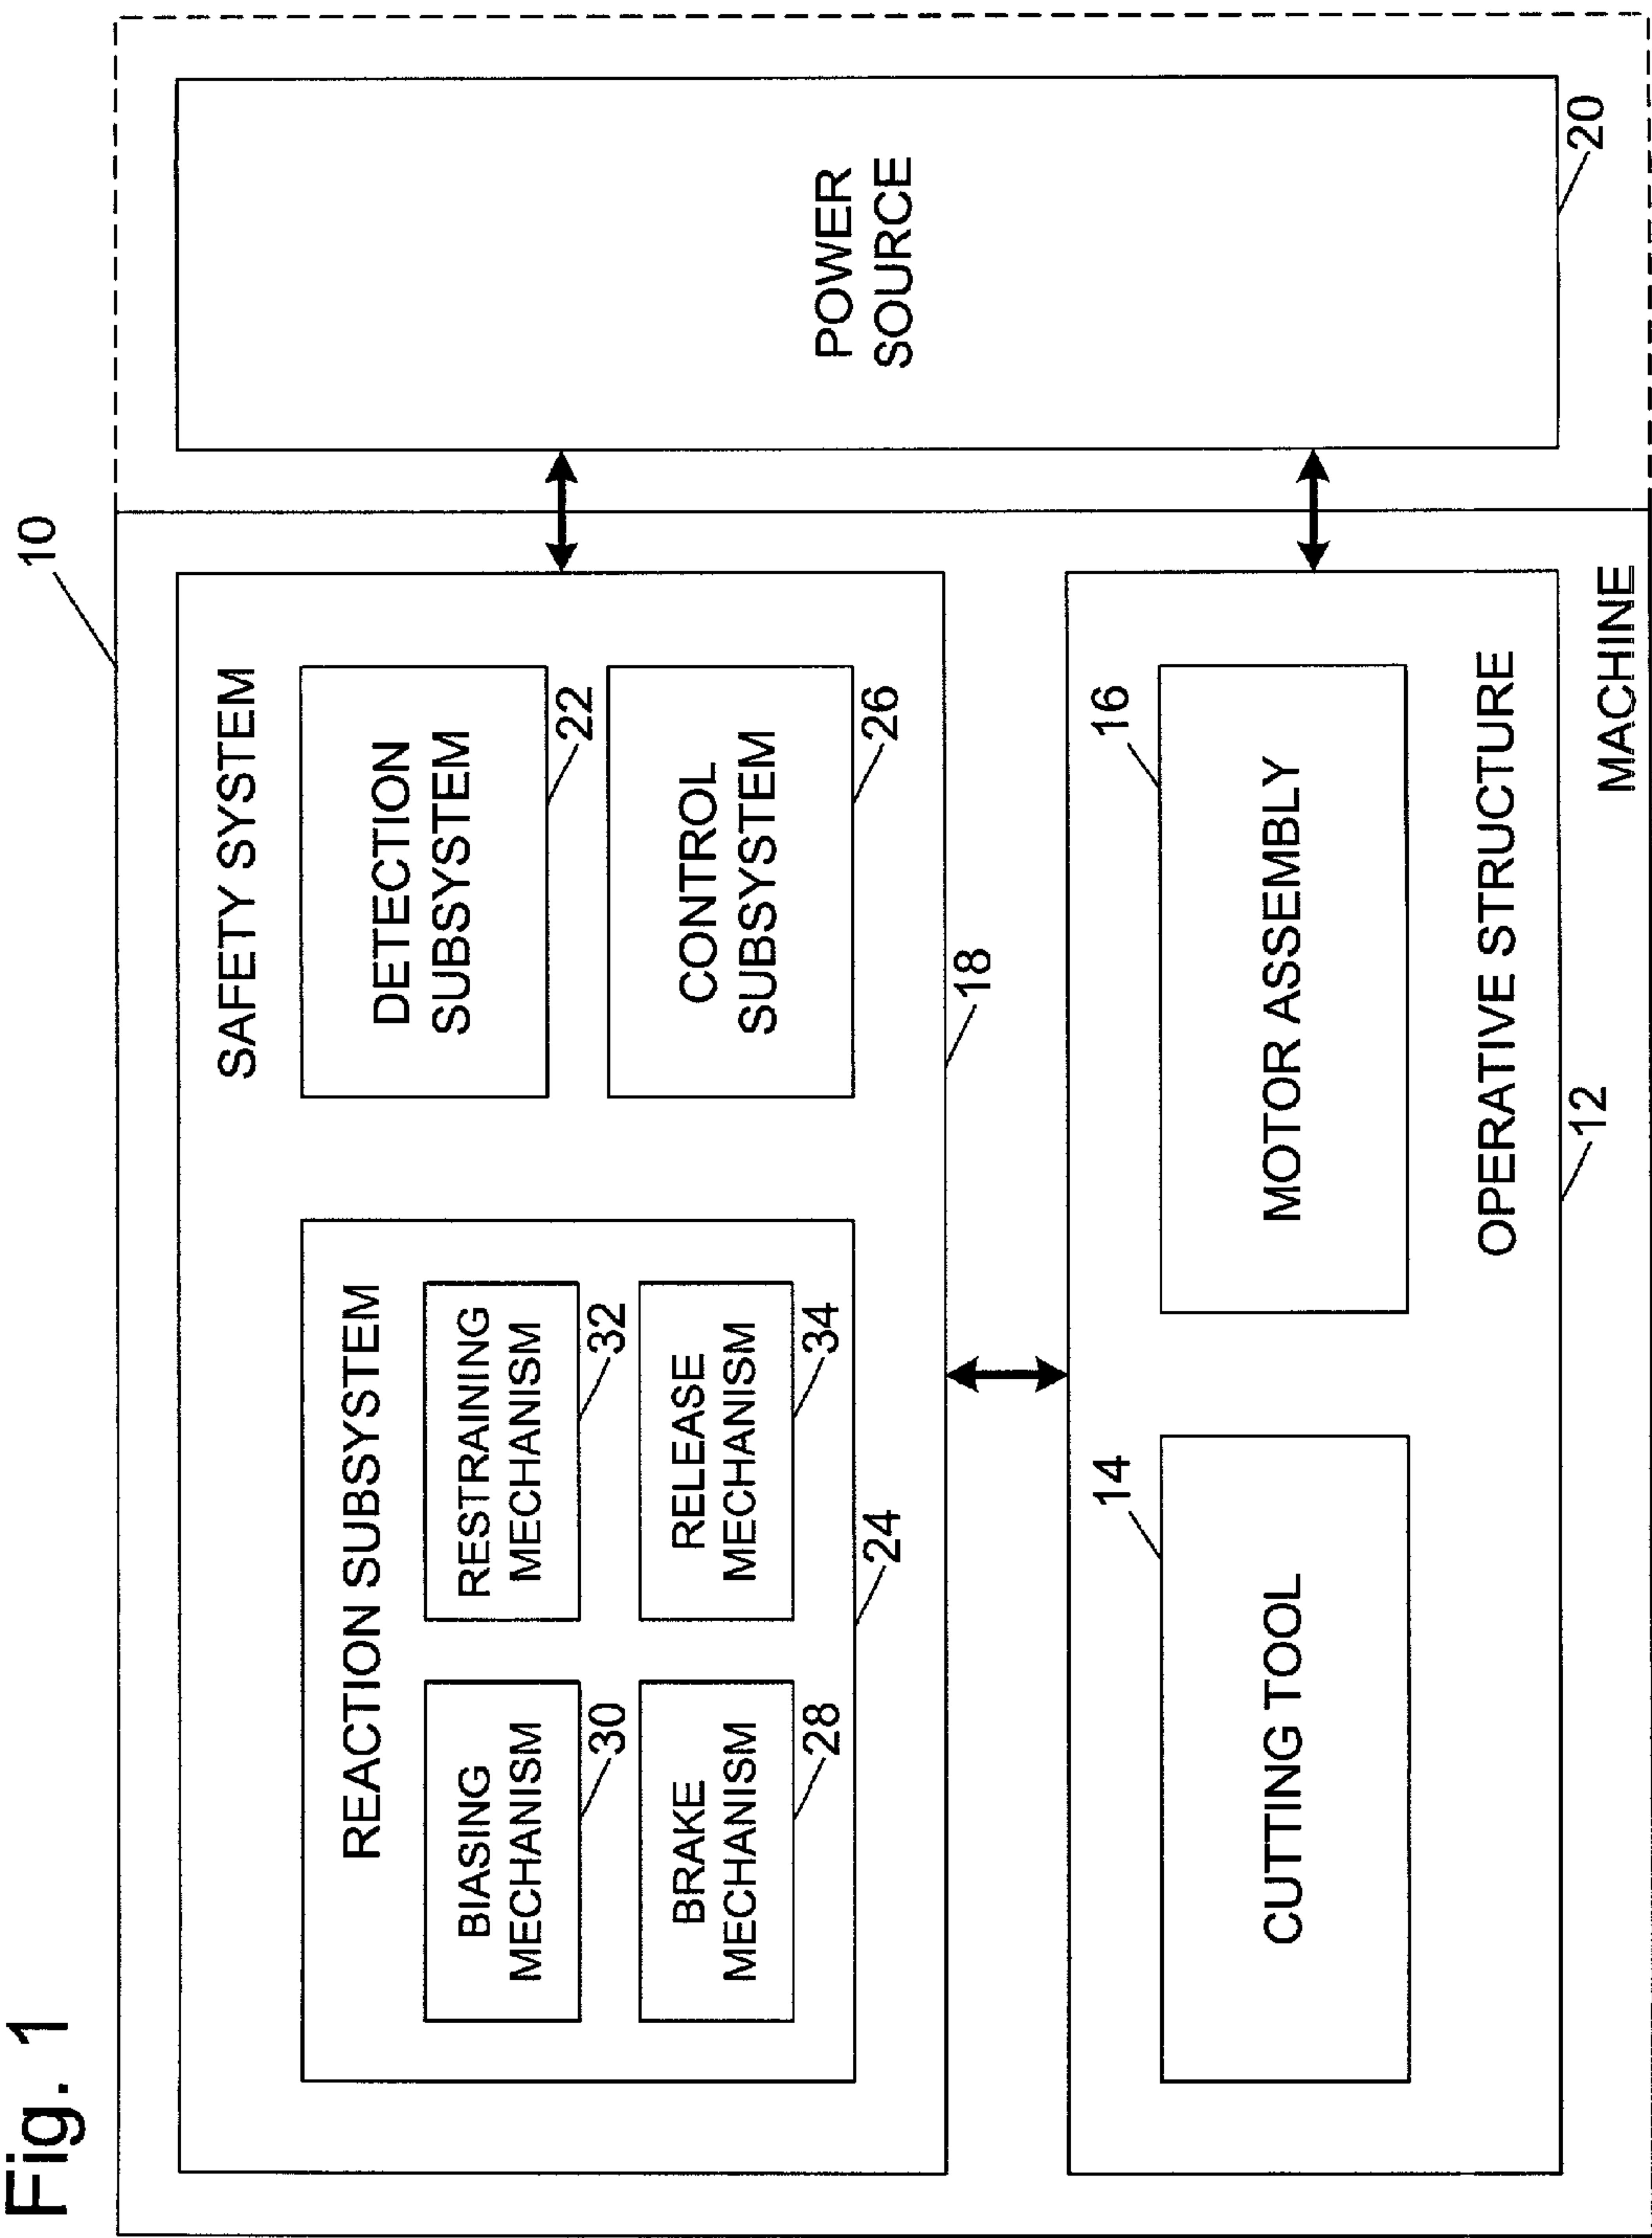 Fig. 1
10
SAFETY SYSTEM
REACTION SUBSYSTEM
BIASING
MECHANISM
30
RESTRAINING
MECHANISM
32
BRAKE
MECHANISM
28
RELEASE
MECHANISM
34
24
DETECTION
SUBSYSTEM
22
CONTROL
SUBSYSTEM
26
18
14
CUTTING TOOL
16
MOTOR ASSEMBLY
OPERATIVE STRUCTURE
12
MACHINE
POWER
SOURCE
20